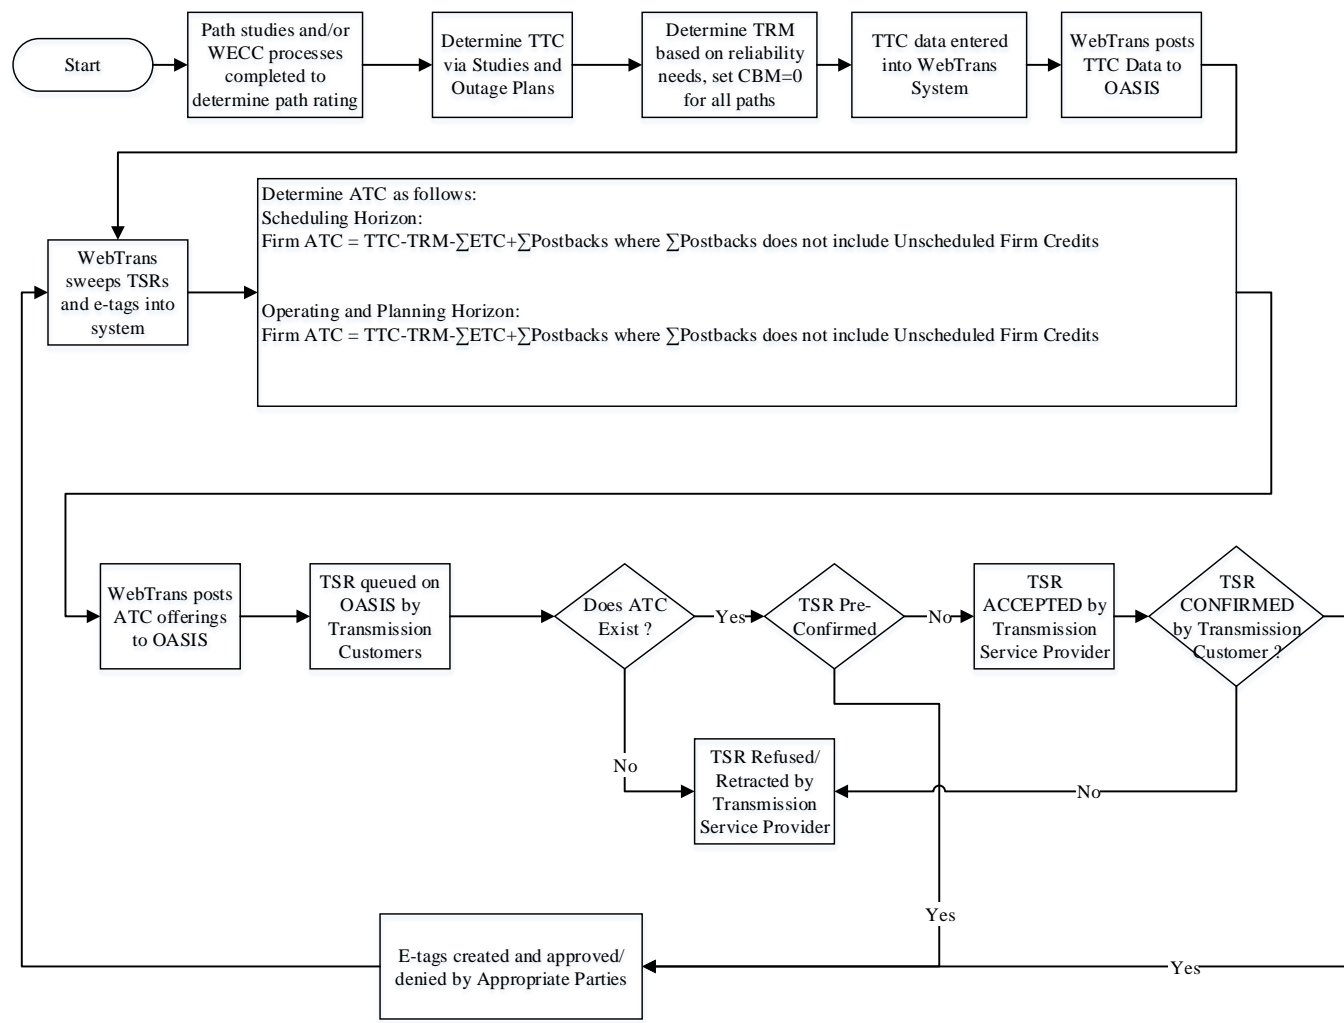 Start
Path studies and/or
WECC processes
completed to
determine path rating
Determine TTC
via Studies and
Outage Plans
Determine TRM
based on reliability
needs, set CBM=0
for all paths
TTC data entered
into WebTrans
System
WebTrans posts
TTC Data to
OASIS
WebTrans
sweeps TSRs
and e-tags into
system
Determine ATC as follows:
Scheduling Horizon:
Firm ATC = TTC-TRM-∑ETC+∑Postbacks where ∑Postbacks does not include Unscheduled Firm Credits
Operating and Planning Horizon:
Firm ATC = TTC-TRM-∑ETC+∑Postbacks where ∑Postbacks does not include Unscheduled Firm Credits
WebTrans posts
ATC offerings
to OASIS
TSR queued on
OASIS by
Transmission
Customers
Does ATC
Exist ?
Yes
TSR Pre-
Confirmed
No
TSR
ACCEPTED by
Transmission
Service Provider
TSR
CONFIRMED
by Transmission
Customer ?
No
TSR Refused/
Retracted by
Transmission
Service Provider
No
Yes
E-tags created and approved/
denied by Appropriate Parties
Yes